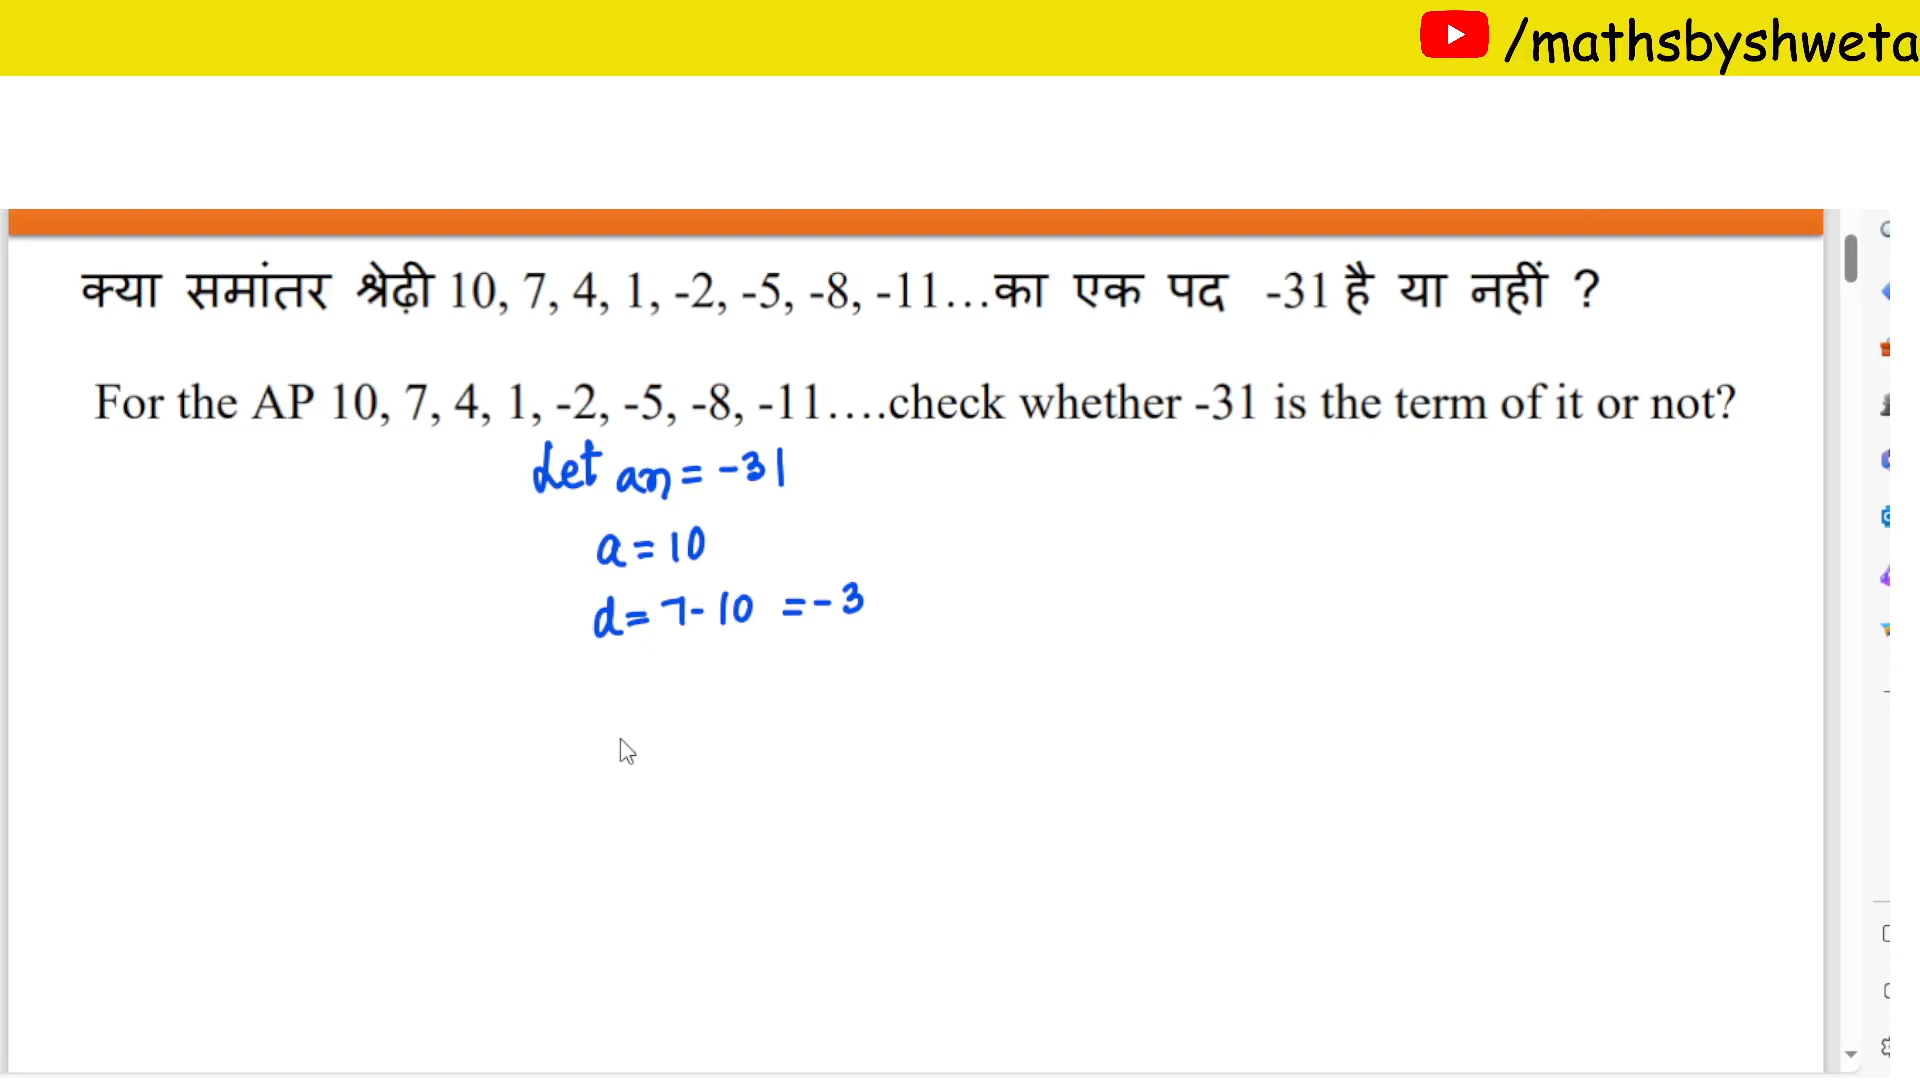 /mathsbyshweta
क्या समांतर श्रेढ़ी 10, 7, 4, 1, -2, -5, -8, -11...का एक पद -31 है या नहीं ?
For the AP 10, 7, 4, 1, -2, -5, -8, -11....check whether -31 is the term of it or not?
Let an = -31
a = 10
d = 7- 10 = -3